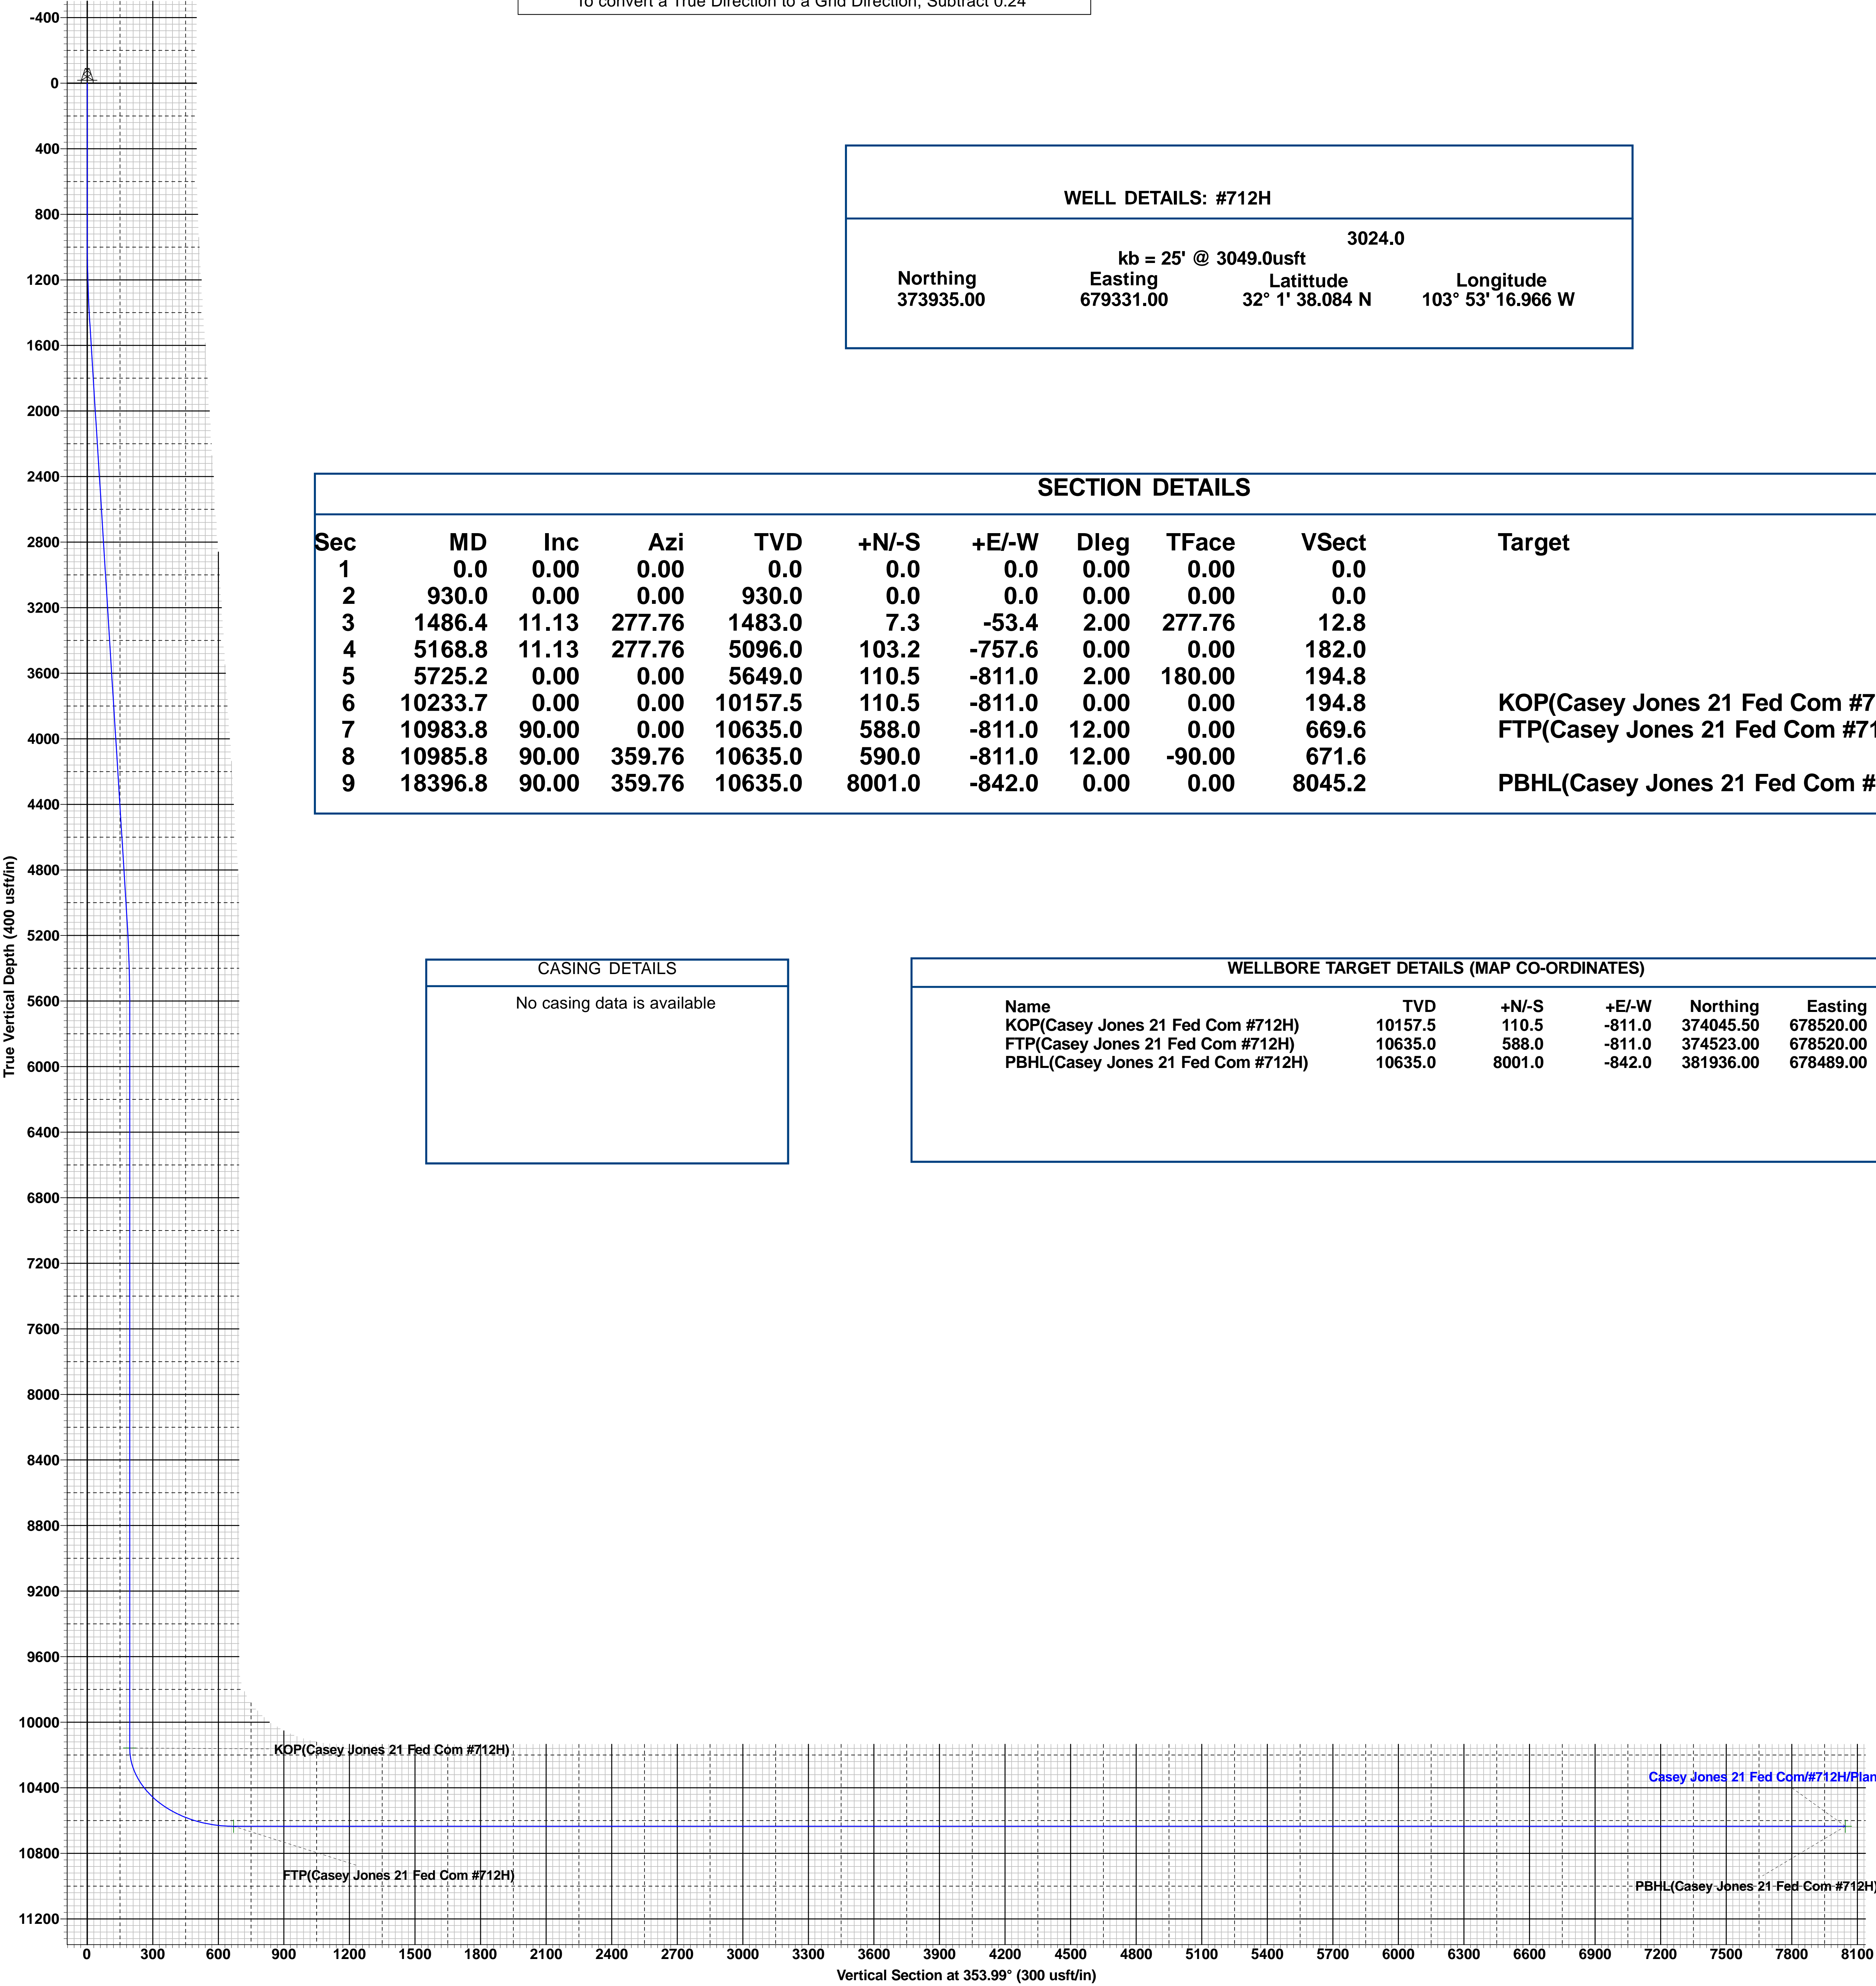 To convert a True Direction to a Grid Direction, Subtract 0.24°
WELL DETAILS: #712H
3024.0
kb = 25' @ 3049.0usft
Northing Easting Latittude Longitude
373935.00 679331.00 32° 1' 38.084 N 103° 53' 16.966 W
SECTION DETAILS
Sec MD Inc Azi TVD +N/-S +E/-W Dleg TFace VSect Target
1 0.0 0.00 0.00 0.0 0.0 0.0 0.00 0.00 0.0
2 930.0 0.00 0.00 930.0 0.0 0.0 0.00 0.00 0.0
3 1486.4 11.13 277.76 1483.0 7.3 -53.4 2.00 277.76 12.8
4 5168.8 11.13 277.76 5096.0 103.2 -757.6 0.00 0.00 182.0
5 5725.2 0.00 0.00 5649.0 110.5 -811.0 2.00 180.00 194.8
6 10233.7 0.00 0.00 10157.5 110.5 -811.0 0.00 0.00 194.8 KOP(Casey Jones 21 Fed Com #7
7 10983.8 90.00 0.00 10635.0 588.0 -811.0 12.00 0.00 669.6 FTP(Casey Jones 21 Fed Com #71
8 10985.8 90.00 359.76 10635.0 590.0 -811.0 12.00 -90.00 671.6
9 18396.8 90.00 359.76 10635.0 8001.0 -842.0 0.00 0.00 8045.2 PBHL(Casey Jones 21 Fed Com #
CASING DETAILS
No casing data is available
WELLBORE TARGET DETAILS (MAP CO-ORDINATES)
Name TVD +N/-S +E/-W Northing Easting
KOP(Casey Jones 21 Fed Com #712H) 10157.5 110.5 -811.0 374045.50 678520.00
FTP(Casey Jones 21 Fed Com #712H) 10635.0 588.0 -811.0 374523.00 678520.00
PBHL(Casey Jones 21 Fed Com #712H) 10635.0 8001.0 -842.0 381936.00 678489.00
True Vertical Depth (400 usft/in)
-400
0
400
800
1200
1600
2000
2400
2800
3200
3600
4000
4400
4800
5200
5600
6000
6400
6800
7200
7600
8000
8400
8800
9200
9600
10000
10400
10800
11200
KOP(Casey Jones 21 Fed Com #712H)
Casey Jones 21 Fed Com/#712H/Plan
FTP(Casey Jones 21 Fed Com #712H)
PBHL(Casey Jones 21 Fed Com #712H)
0 300 600 900 1200 1500 1800 2100 2400 2700 3000 3300 3600 3900 4200 4500 4800 5100 5400 5700 6000 6300 6600 6900 7200 7500 7800 8100
Vertical Section at 353.99° (300 usft/in)